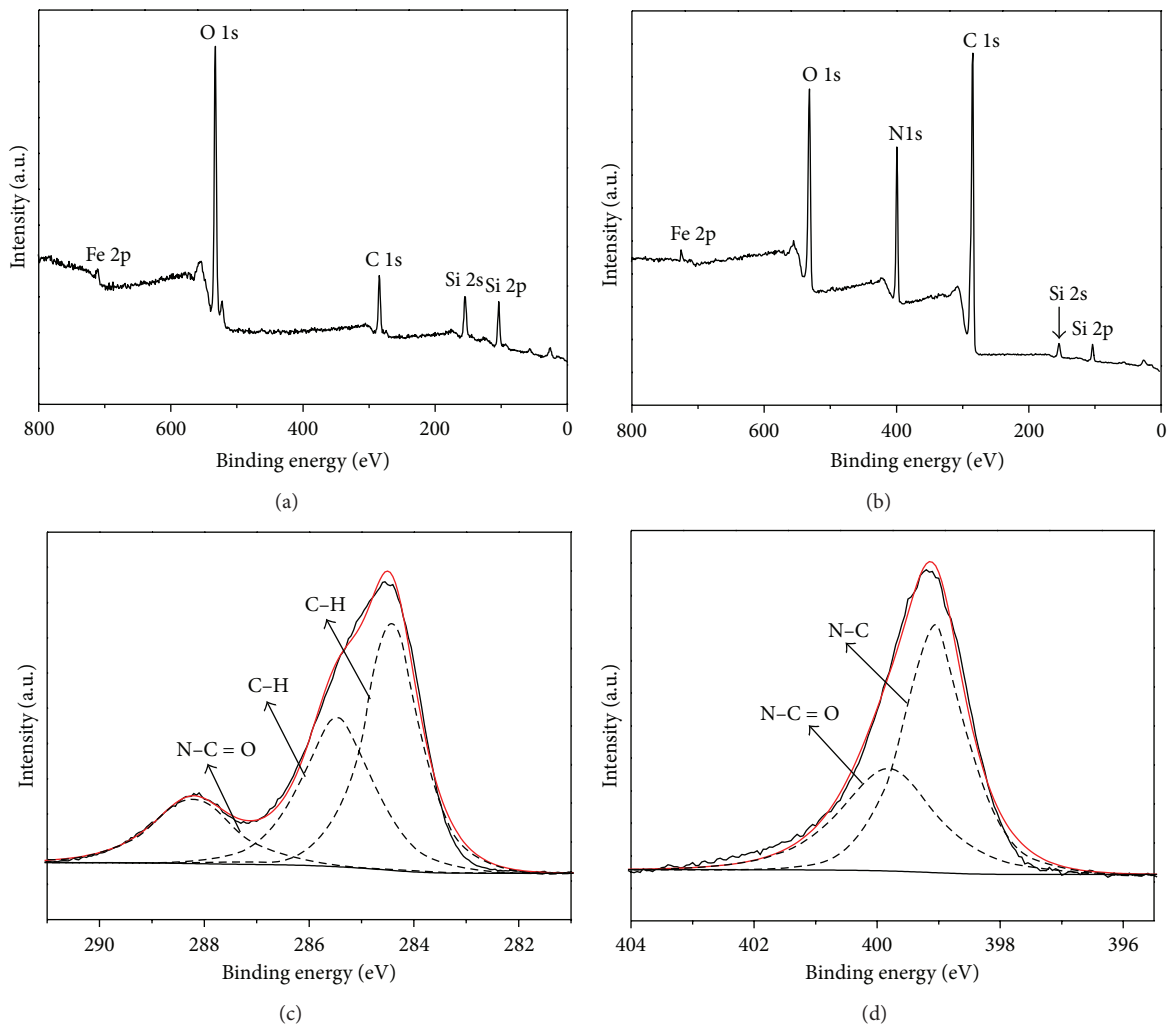 O 1s
Fe 2p
C 1s
Si 2s
Si 2p
Intensity (a.u.)
800
600
400
200
0
Binding energy (eV)
(a)
C 1s
O 1s
N1s
Fe 2p
Si 2s
Si 2p
Intensity (a.u.)
800
600
400
200
0
Binding energy (eV)
(b)
C–H
C–H
N–C = O
Intensity (a.u.)
290
288
286
284
282
Binding energy (eV)
(c)
N–C
N–C = O
Intensity (a.u.)
404
402
400
398
396
Binding energy (eV)
(d)